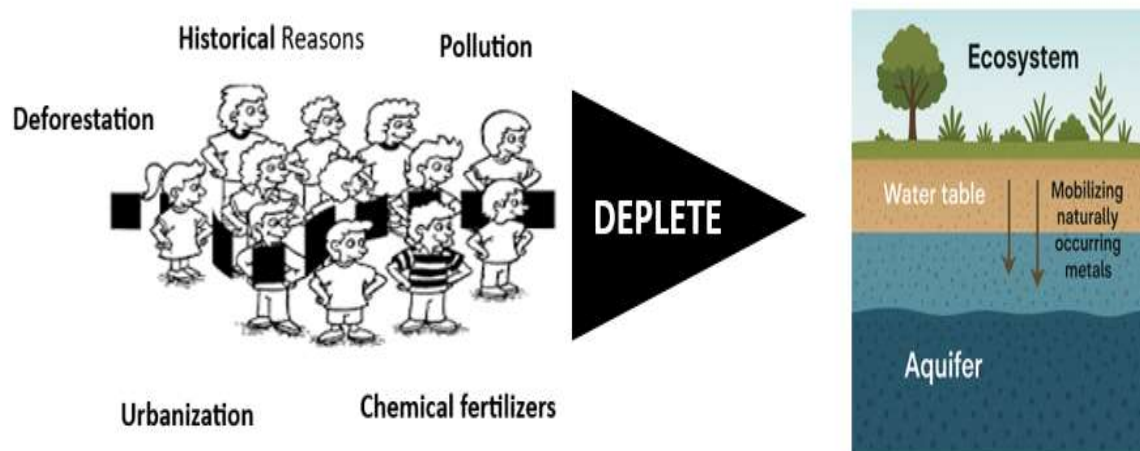 Historical Reasons
Pollution
Deforestation
Urbanization
Chemical fertilizers
DEPLETE
Ecosystem
Water table
Mobilizing
naturally
occurring
metals
Aquifer